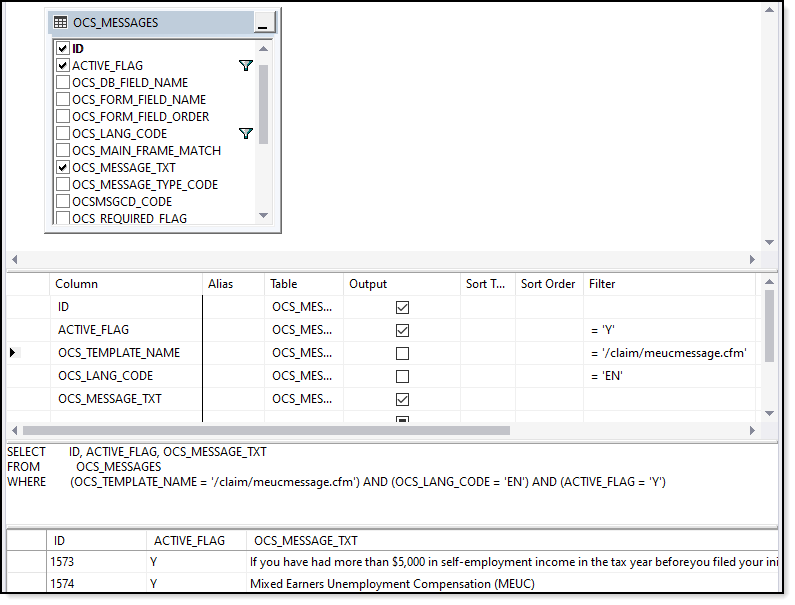 OCS_MESSAGES
ID
ACTIVE_FLAG
OCS_DB_FIELD_NAME
OCS_FORM_FIELD_NAME
OCS_FORM_FIELD_ORDER
OCS_LANG_CODE
OCS_MAIN_FRAME_MATCH
OCS_MESSAGE_TXT
OCS_MESSAGE_TYPE_CODE
OCSMSGCD_CODE
OCS_REQUIRED_FLAG
Column Alias Table Output Sort T... Sort Order Filter
ID OCS_MES...
ACTIVE_FLAG OCS_MES... = 'Y'
OCS_TEMPLATE_NAME OCS_MES... = '/claim/meucmessage.cfm'
OCS_LANG_CODE OCS_MES... = 'EN'
OCS_MESSAGE_TXT OCS_MES...
SELECT ID, ACTIVE_FLAG, OCS_MESSAGE_TXT
FROM OCS_MESSAGES
WHERE (OCS_TEMPLATE_NAME = '/claim/meucmessage.cfm') AND (OCS_LANG_CODE = 'EN') AND (ACTIVE_FLAG = 'Y')
ID ACTIVE_FLAG OCS_MESSAGE_TXT
1573 Y If you have had more than $5,000 in self-employment income in the tax year beforeyou filed your ini
1574 Y Mixed Earners Unemployment Compensation (MEUC)